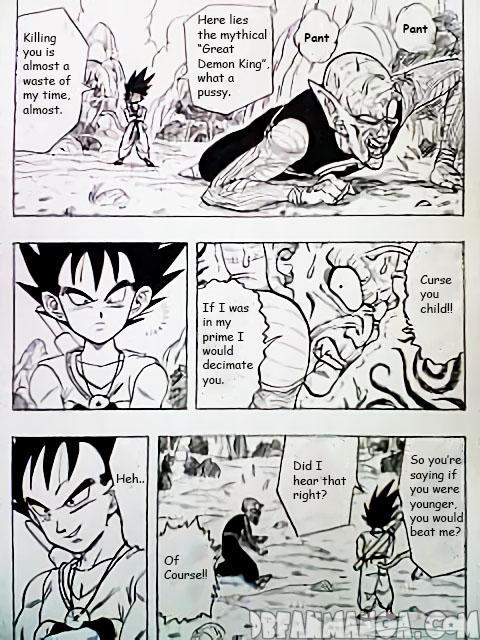 Killing
you is
almost a
waste of
my time,
almost.
Here lies
the mythical
"Great
Demon King",
what a
pussy.
Pant
Pant
If I was
in my
prime I
would
decimate
you.
Curse
you
child!!
Heh..
Of
Course!!
Did I
hear that
right?
So you're
saying if
you were
younger,
you would
beat me?
DBFANMANGA.COM